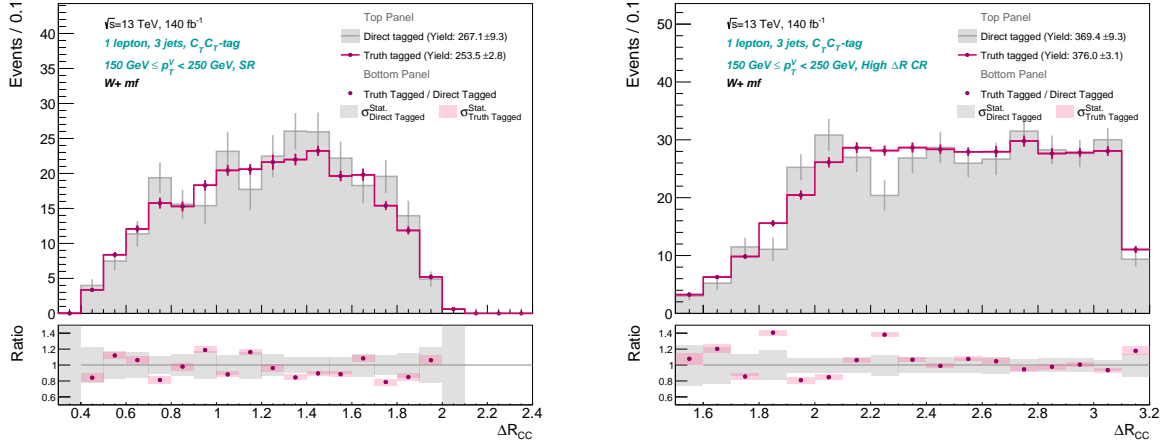 √s=13 TeV, 140 fb⁻¹
1 lepton, 3 jets, C_T C_T-tag
150 GeV ≤ p_T^V < 250 GeV, SR
W+ mf
Top Panel
Direct tagged (Yield: 267.1±9.3)
Truth tagged (Yield: 253.5±2.8)
Bottom Panel
Truth Tagged / Direct Tagged
σ^Stat._Direct Tagged σ^Stat._Truth Tagged
Events / 0.1
40
35
30
25
20
15
10
5
0
Ratio
1.4
1.2
1
0.8
0.6
0.4 0.6 0.8 1 1.2 1.4 1.6 1.8 2 2.2 2.4
ΔR_CC
√s=13 TeV, 140 fb⁻¹
1 lepton, 3 jets, C_T C_T-tag
150 GeV ≤ p_T^V < 250 GeV, High ΔR CR
W+ mf
Top Panel
Direct tagged (Yield: 369.4±9.3)
Truth tagged (Yield: 376.0±3.1)
Bottom Panel
Truth Tagged / Direct Tagged
σ^Stat._Direct Tagged σ^Stat._Truth Tagged
Events / 0.1
50
40
30
20
10
0
Ratio
1.4
1.2
1
0.8
0.6
1.6 1.8 2 2.2 2.4 2.6 2.8 3 3.2
ΔR_CC